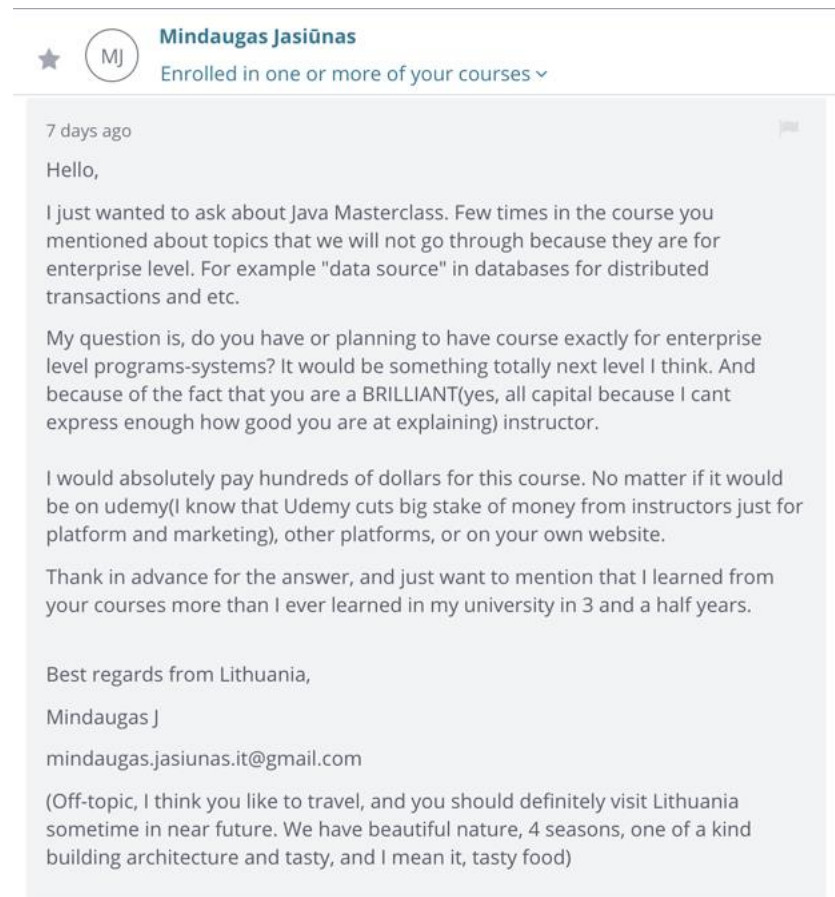 MJ
Mindaugas Jasiūnas
Enrolled in one or more of your courses
7 days ago
Hello,
I just wanted to ask about Java Masterclass. Few times in the course you
mentioned about topics that we will not go through because they are for
enterprise level. For example "data source" in databases for distributed
transactions and etc.
My question is, do you have or planning to have course exactly for enterprise
level programs-systems? It would be something totally next level I think. And
because of the fact that you are a BRILLIANT(yes, all capital because I cant
express enough how good you are at explaining) instructor.
I would absolutely pay hundreds of dollars for this course. No matter if it would
be on udemy(I know that Udemy cuts big stake of money from instructors just for
platform and marketing), other platforms, or on your own website.
Thank in advance for the answer, and just want to mention that I learned from
your courses more than I ever learned in my university in 3 and a half years.
Best regards from Lithuania,
Mindaugas J
mindaugas.jasiunas.it@gmail.com
(Off-topic, I think you like to travel, and you should definitely visit Lithuania
sometime in near future. We have beautiful nature, 4 seasons, one of a kind
building architecture and tasty, and I mean it, tasty food)